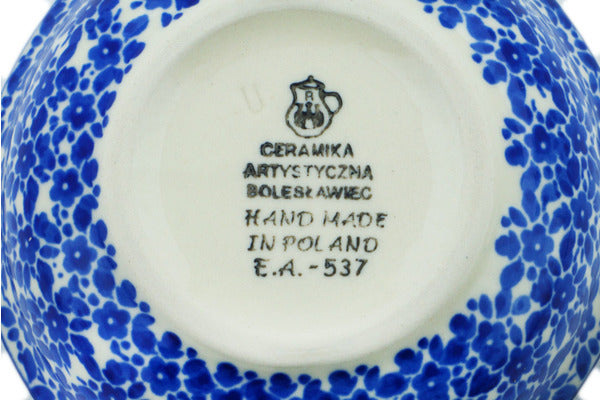 R
CERAMIKA
ARTYSTYCZNA
BOLESŁAWIEC
HAND MADE
IN POLAND
E.A.-537